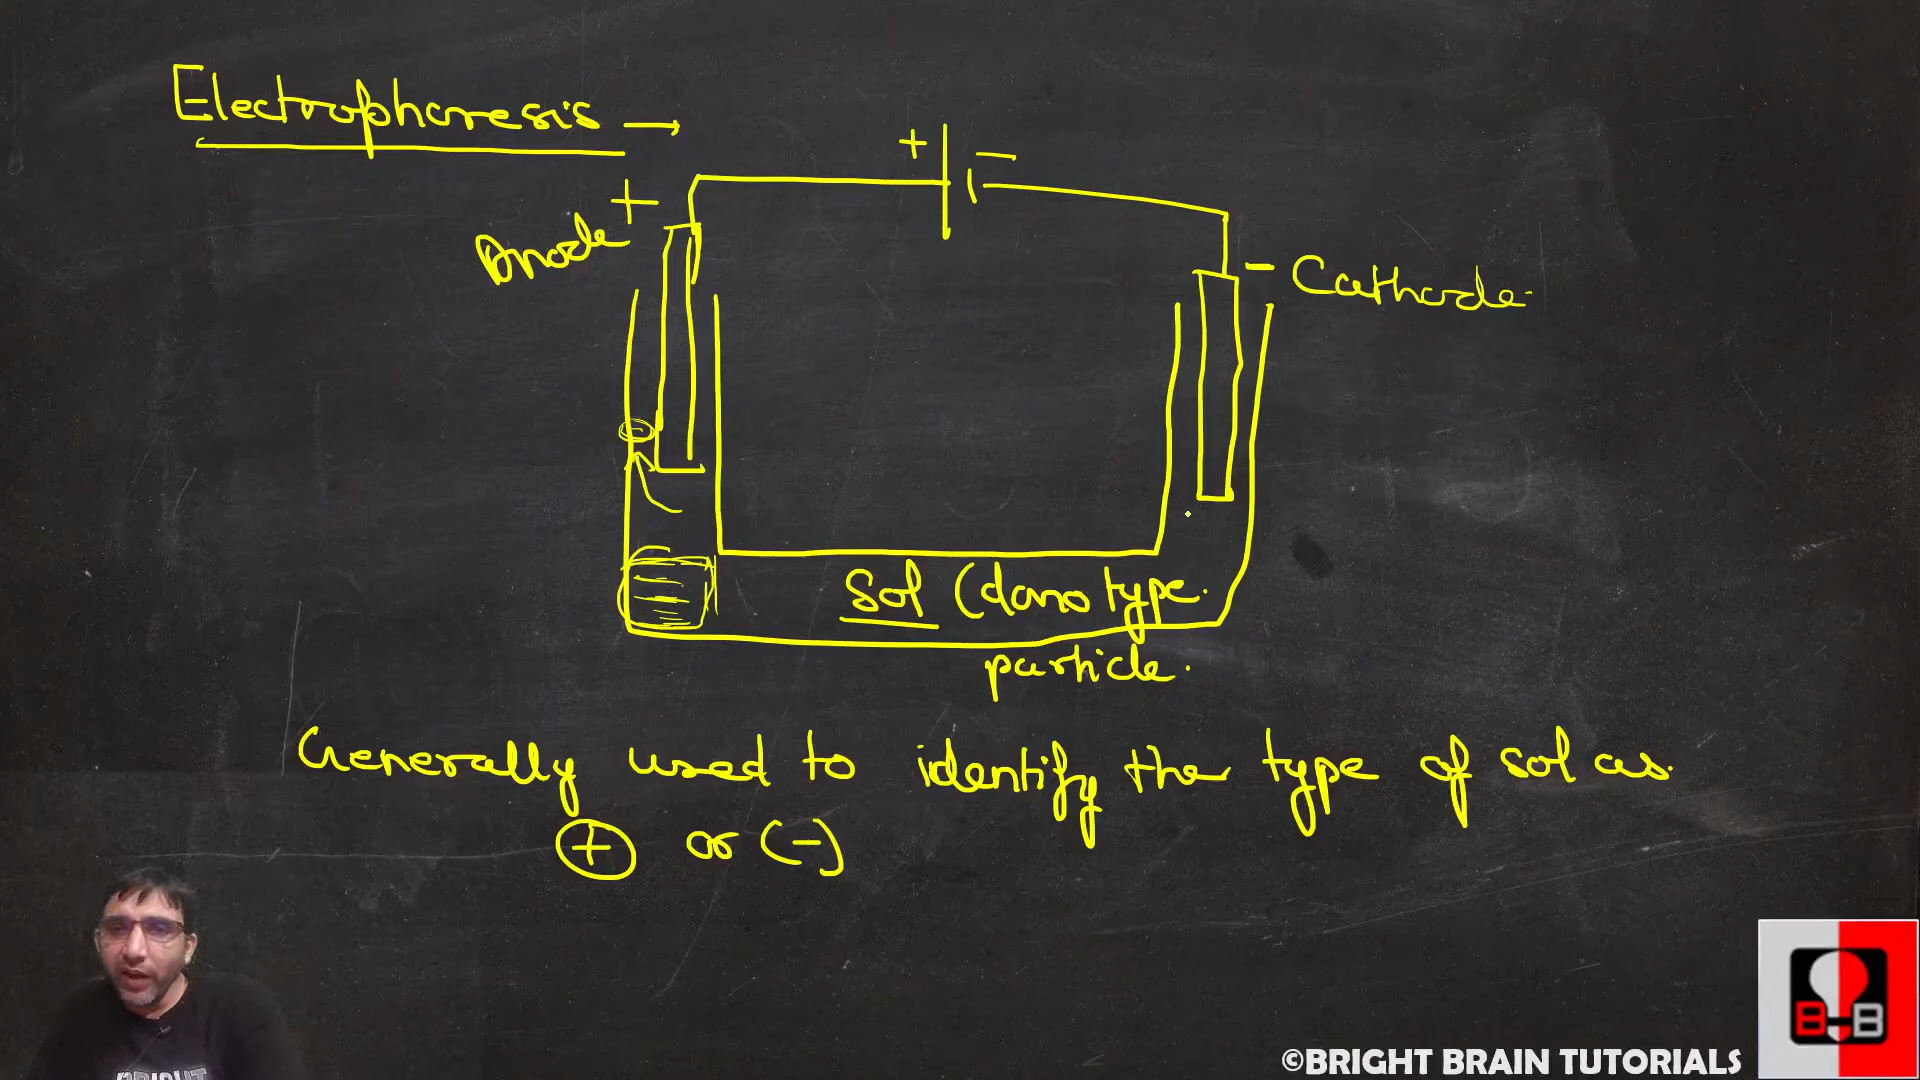 Electrophoresis →
+ −
+
Anode
− Cathode
−
Sol (dono type
particle.
Generally used to identify the type of sol as
+ or (-)
BRIGHT
B B
©BRIGHT BRAIN TUTORIALS